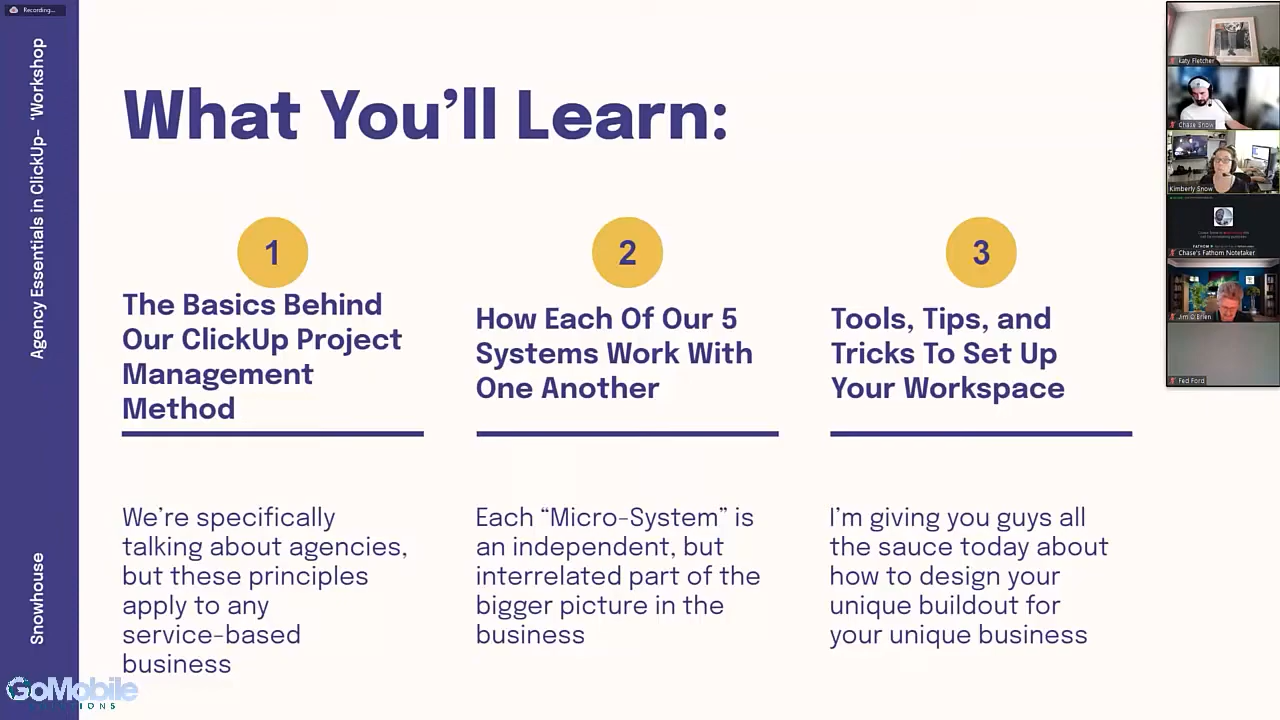 Recording...
Agency Essentials in ClickUp- 'Workshop
Snowhouse
What You'll Learn:
1
The Basics Behind
Our ClickUp Project
Management
Method
We're specifically
talking about agencies,
but these principles
apply to any
service-based
business
2
How Each Of Our 5
Systems Work With
One Another
Each “Micro-System” is
an independent, but
interrelated part of the
bigger picture in the
business
3
Tools, Tips, and
Tricks To Set Up
Your Workspace
I'm giving you guys all
the sauce today about
how to design your
unique buildout for
your unique business
Katy Fletcher
Chase Snow
Kimberly Snow
FATHOM
Chase's Fathom Notetaker
Jim O Brien
Fed Ford
GoMobile